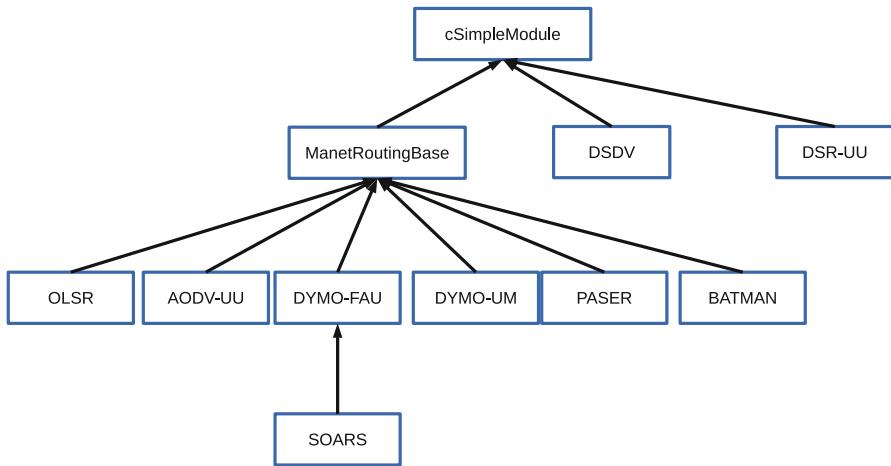 cSimpleModule
ManetRoutingBase
DSDV
DSR-UU
OLSR
AODV-UU
DYMO-FAU
DYMO-UM
PASER
BATMAN
SOARS